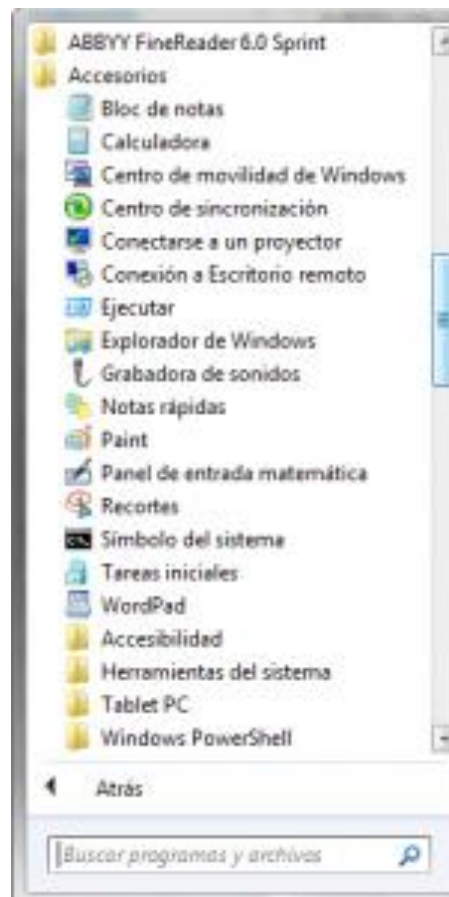 ABBYY FineReader 6.0 Sprint
Accesorios
Bloc de notas
Calculadora
Centro de movilidad de Windows
Centro de sincronización
Conectarse a un proyector
Conexión a Escritorio remoto
Ejecutar
Explorador de Windows
Grabadora de sonidos
Notas rápidas
Paint
Panel de entrada matemática
Recortes
Símbolo del sistema
Tareas iniciales
WordPad
Accesibilidad
Herramientas del sistema
Tablet PC
Windows PowerShell
Atrás
Buscar programas y archivos